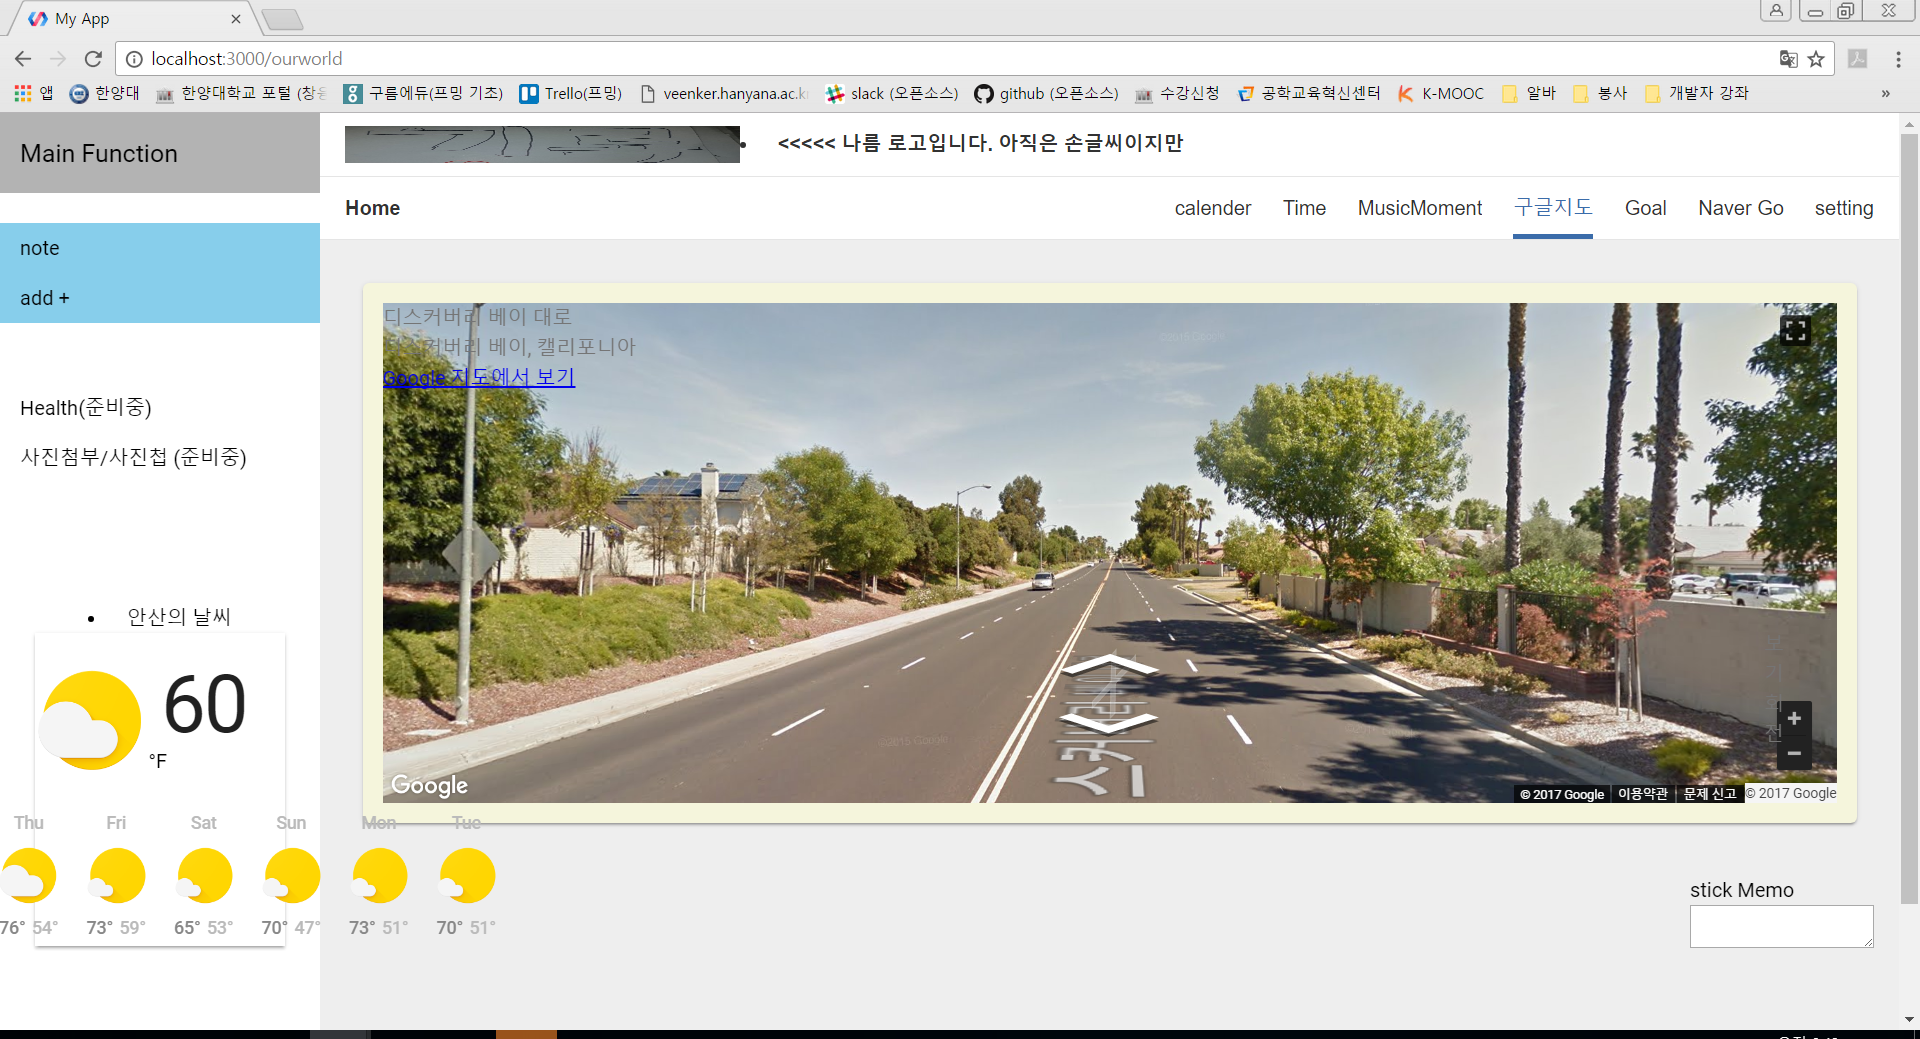 My App
localhost:3000/ourworld
앱
한양대
한양대학교 포털 (창
구름에듀(프밍 기초)
Trello(프밍)
veenker.hanyana.ac.k
slack (오픈소스)
github (오픈소스)
수강신청
공학교육혁신센터
K-MOOC
알바
봉사
개발자 강좌
»
Main Function
<<<<< 나름 로고입니다. 아직은 손글씨이지만
Home
calender
Time
MusicMoment
구글지도
Goal
Naver Go
setting
note
add +
Health(준비중)
사진첨부/사진첩 (준비중)
안산의 날씨
60
°F
Thu Fri Sat Sun Mon Tue
76° 54° 73° 59° 65° 53° 70° 47° 73° 51° 70° 51°
디스커버리 베이 대로
디스커버리 베이, 캘리포니아
Google 지도에서 보기
©2015 Google
©2015 Google
Google
© 2017 Google 이용약관 문제 신고 © 2017 Google
stick Memo